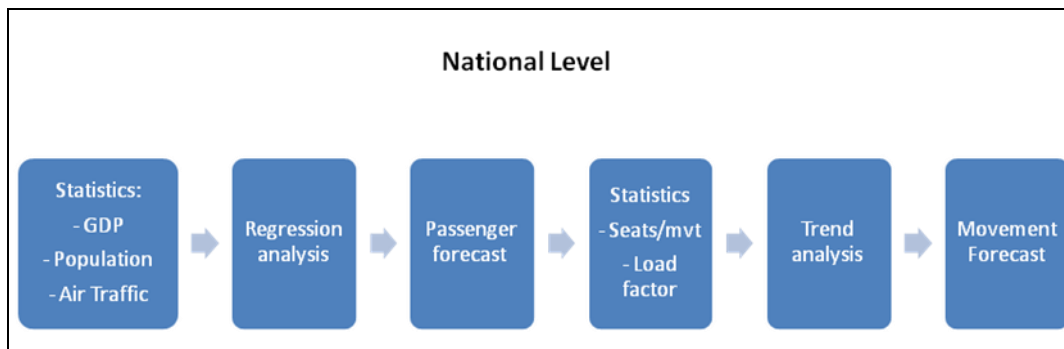 National Level
Statistics:
- GDP
- Population
- Air Traffic
Regression
analysis
Passenger
forecast
Statistics
- Seats/mvt
- Load
factor
Trend
analysis
Movement
Forecast